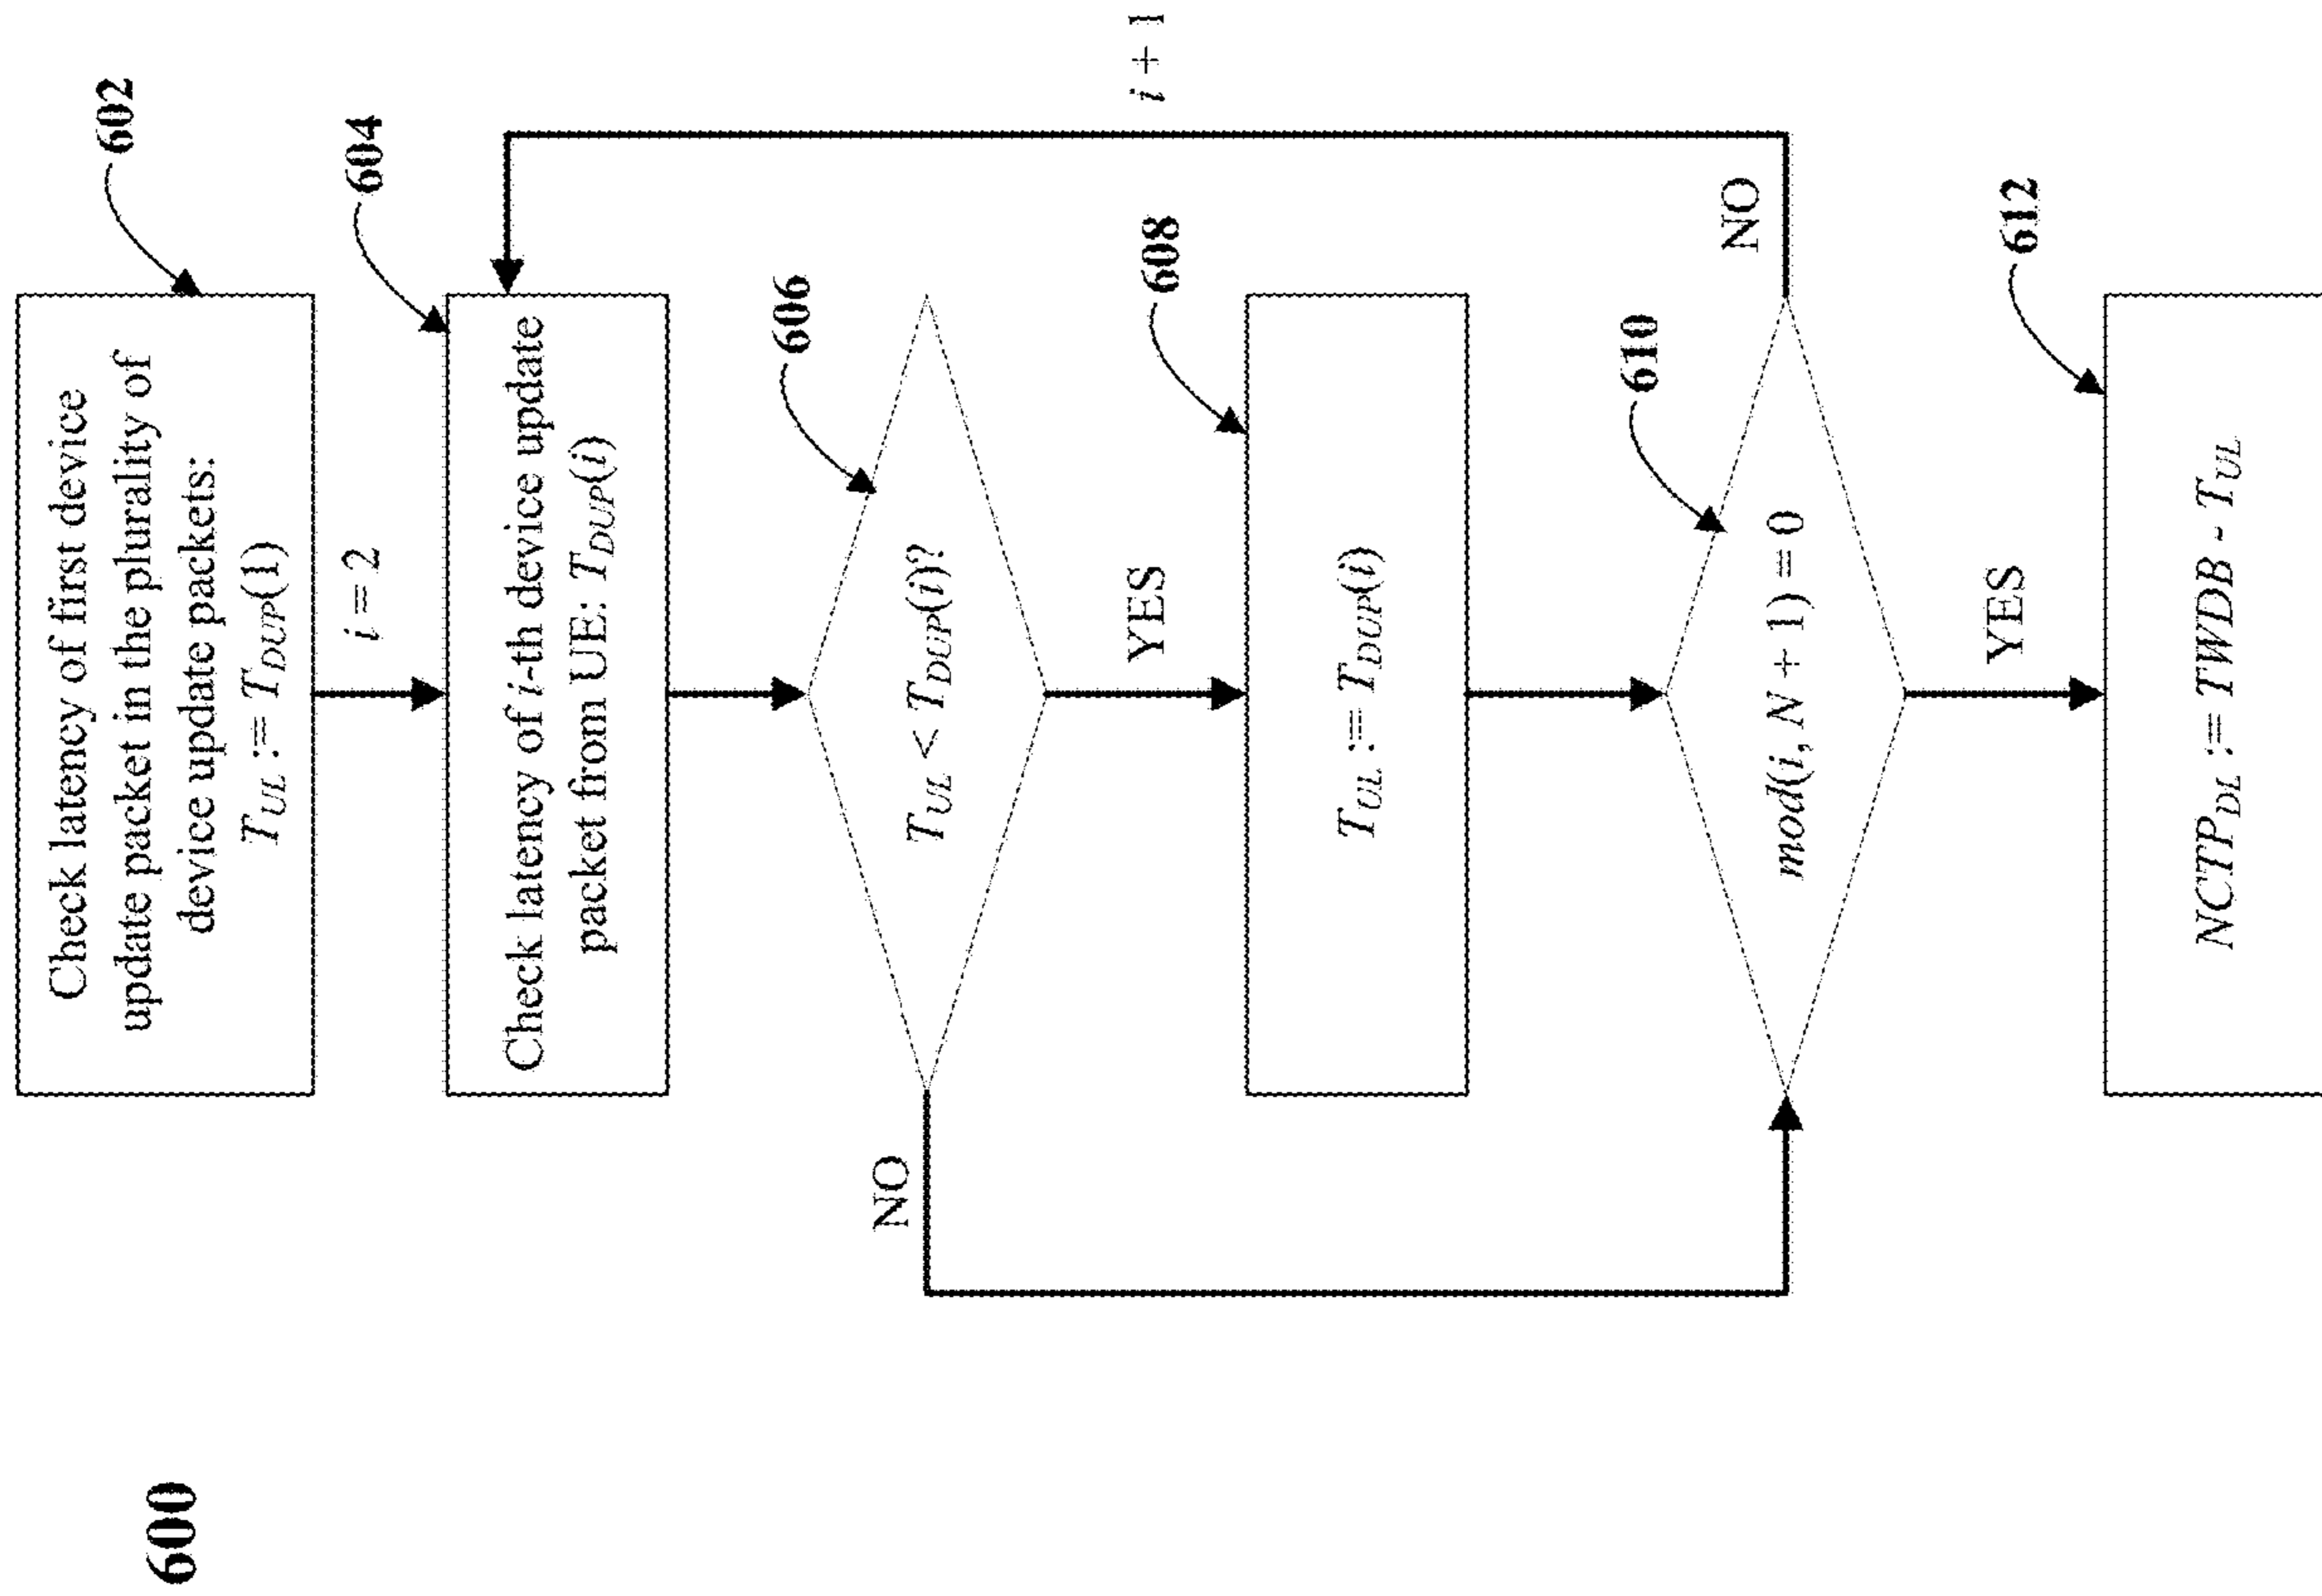 600
602
Check latency of first device
update packet in the plurality of
device update packets:
T_UL := T_DUP(1)
i = 2
604
Check latency of i-th device update
packet from UE: T_DUP(i)
606
T_UL < T_DUP(i)?
NO
YES
608
T_UL := T_DUP(i)
i + 1
610
mod(i, N + 1) = 0
NO
YES
612
NCTP_DL := TWDB - T_UL